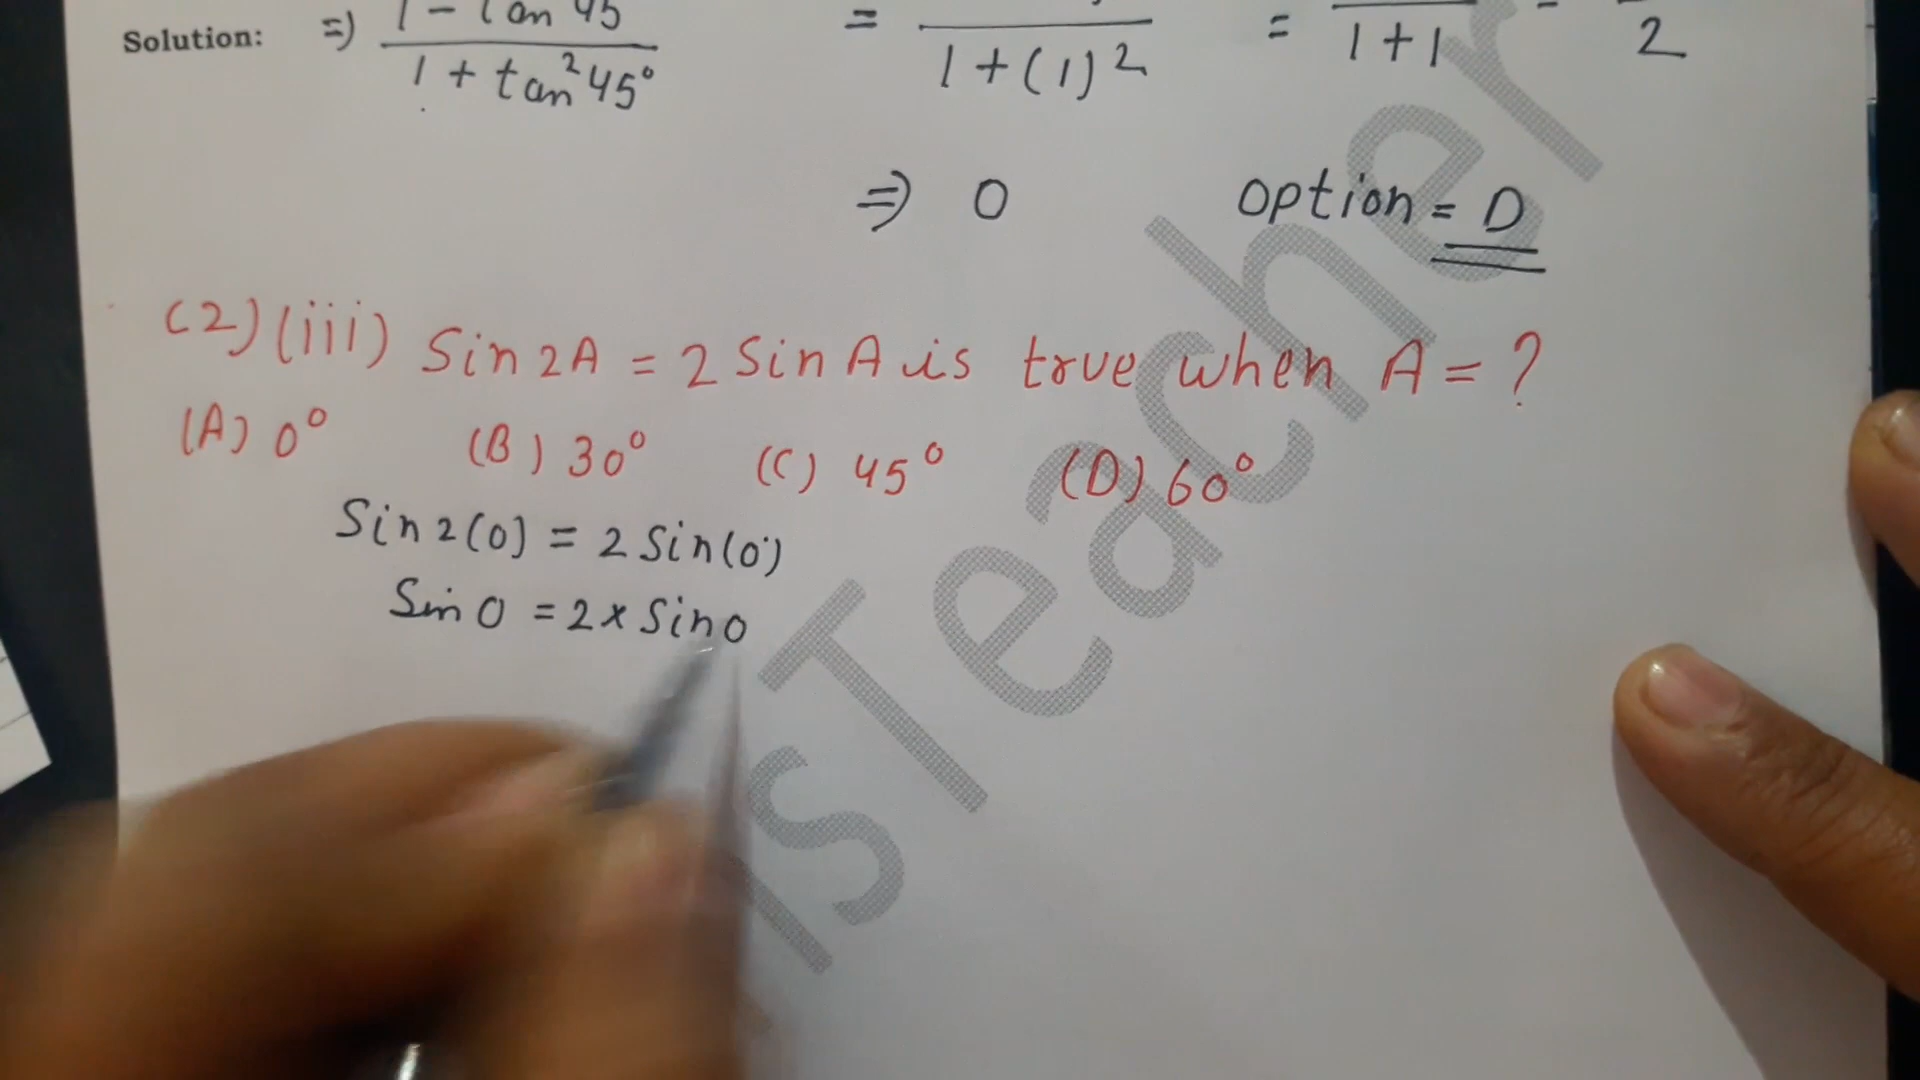 Solution: => 1 - tan 45 / 1 + tan²45° = / 1 + (1)² = / 1 + 1 - / 2
=> 0 option = D
(2)(iii) Sin 2A = 2 Sin A is true when A = ?
(A) 0° (B) 30° (C) 45° (D) 60°
Sin 2(0) = 2 Sin(0°)
Sin 0 = 2 × Sin 0
isTeacher